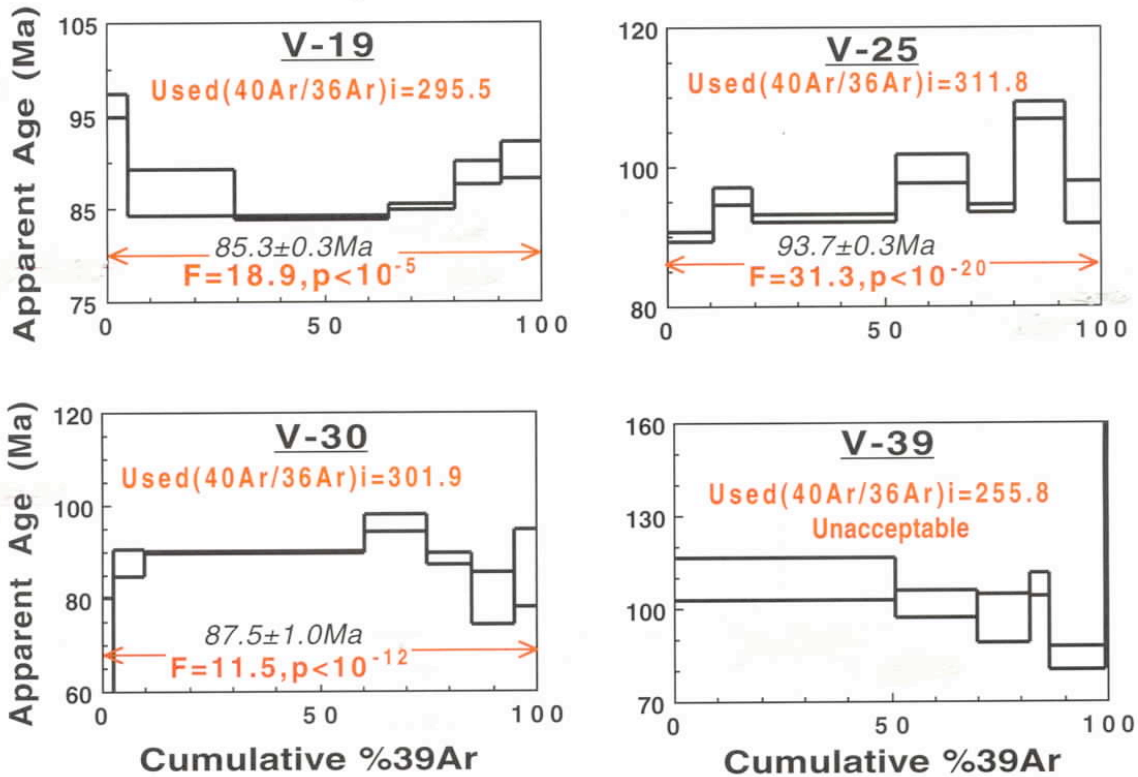 Apparent Age (Ma)
105
95
85
75
V-19
Used(40Ar/36Ar)i=295.5
85.3±0.3Ma
F=18.9,p<10-5
0
50
100
120
100
80
V-25
Used(40Ar/36Ar)i=311.8
93.7±0.3Ma
F=31.3,p<10-20
0
50
100
Apparent Age (Ma)
120
100
80
60
V-30
Used(40Ar/36Ar)i=301.9
87.5±1.0Ma
F=11.5,p<10-12
0
50
100
Cumulative %39Ar
160
130
100
70
V-39
Used(40Ar/36Ar)i=255.8
Unacceptable
0
50
100
Cumulative %39Ar